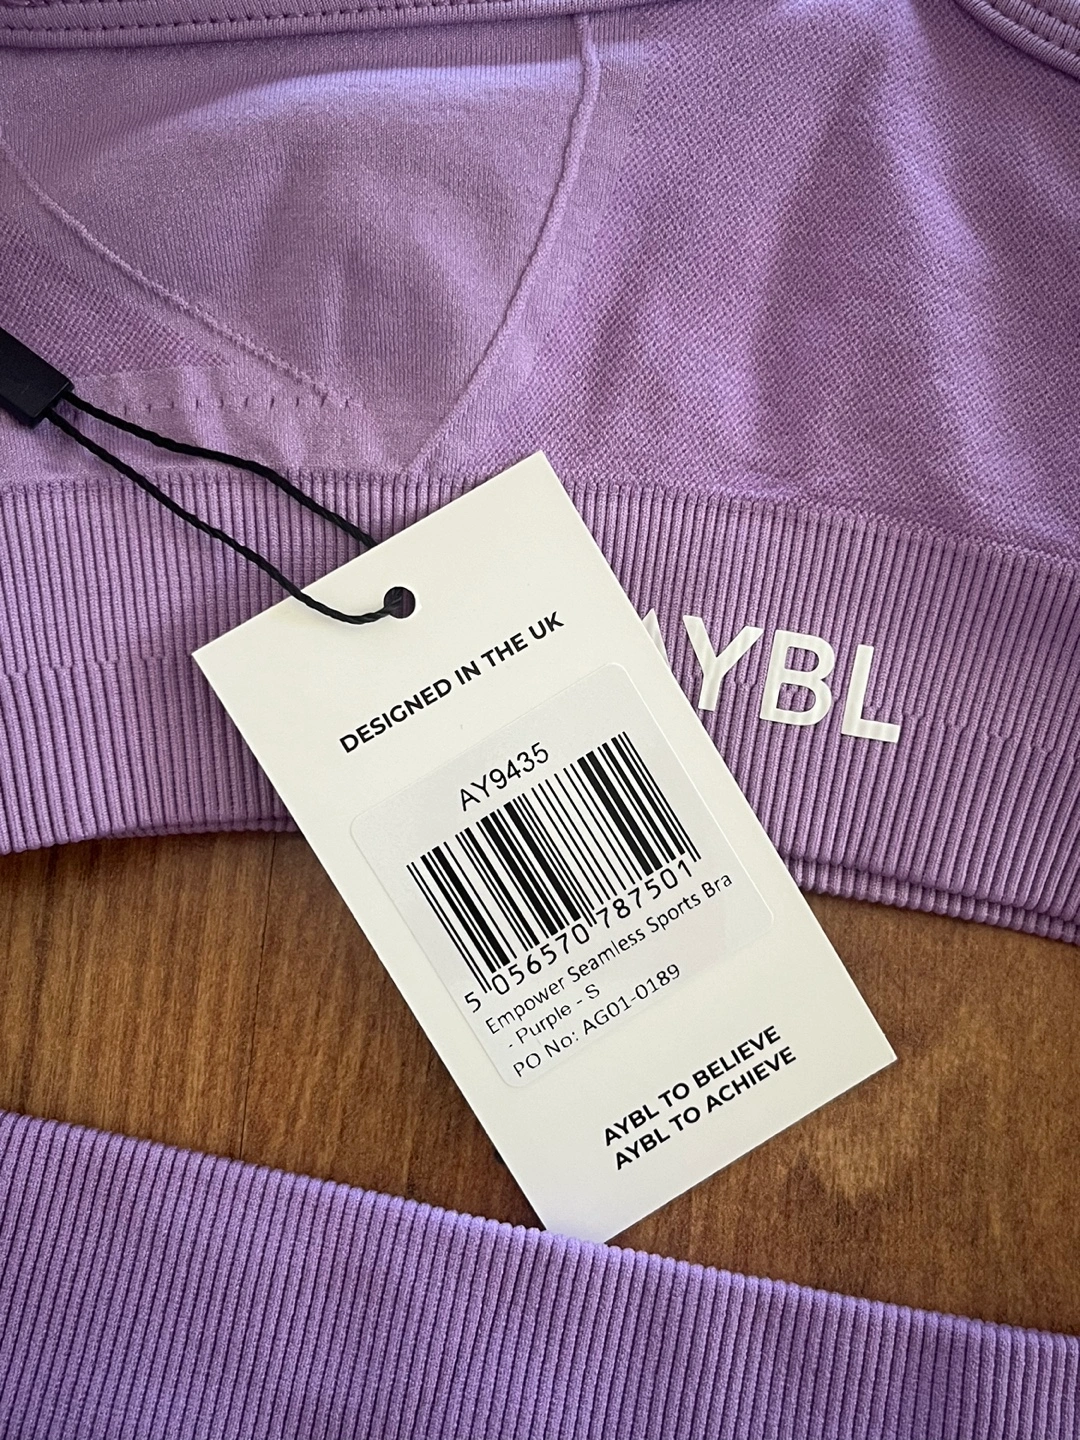 DESIGNED IN THE UK
AY9435
5 056570 787501
Empower Seamless Sports Bra
- Purple - S
PO No: AG01-0189
AYBL TO BELIEVE
AYBL TO ACHIEVE
AYBL